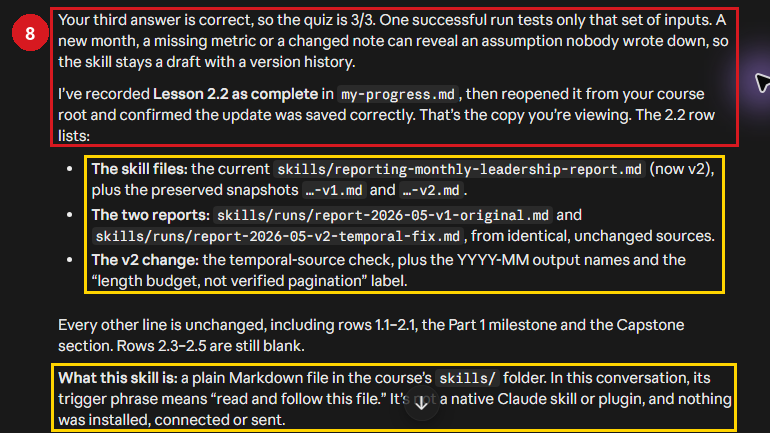 8
Your third answer is correct, so the quiz is 3/3. One successful run tests only that set of inputs. A
new month, a missing metric or a changed note can reveal an assumption nobody wrote down, so
the skill stays a draft with a version history.
I've recorded Lesson 2.2 as complete in my-progress.md, then reopened it from your course
root and confirmed the update was saved correctly. That's the copy you're viewing. The 2.2 row
lists:
• The skill files: the current skills/reporting-monthly-leadership-report.md (now v2),
plus the preserved snapshots …-v1.md and …-v2.md.
• The two reports: skills/runs/report-2026-05-v1-original.md and
skills/runs/report-2026-05-v2-temporal-fix.md, from identical, unchanged sources.
• The v2 change: the temporal-source check, plus the YYYY-MM output names and the
“length budget, not verified pagination” label.
Every other line is unchanged, including rows 1.1–2.1, the Part 1 milestone and the Capstone
section. Rows 2.3–2.5 are still blank.
What this skill is: a plain Markdown file in the course's skills/ folder. In this conversation, its
trigger phrase means “read and follow this file.” It's not a native Claude skill or plugin, and nothing
was installed, connected or sent.